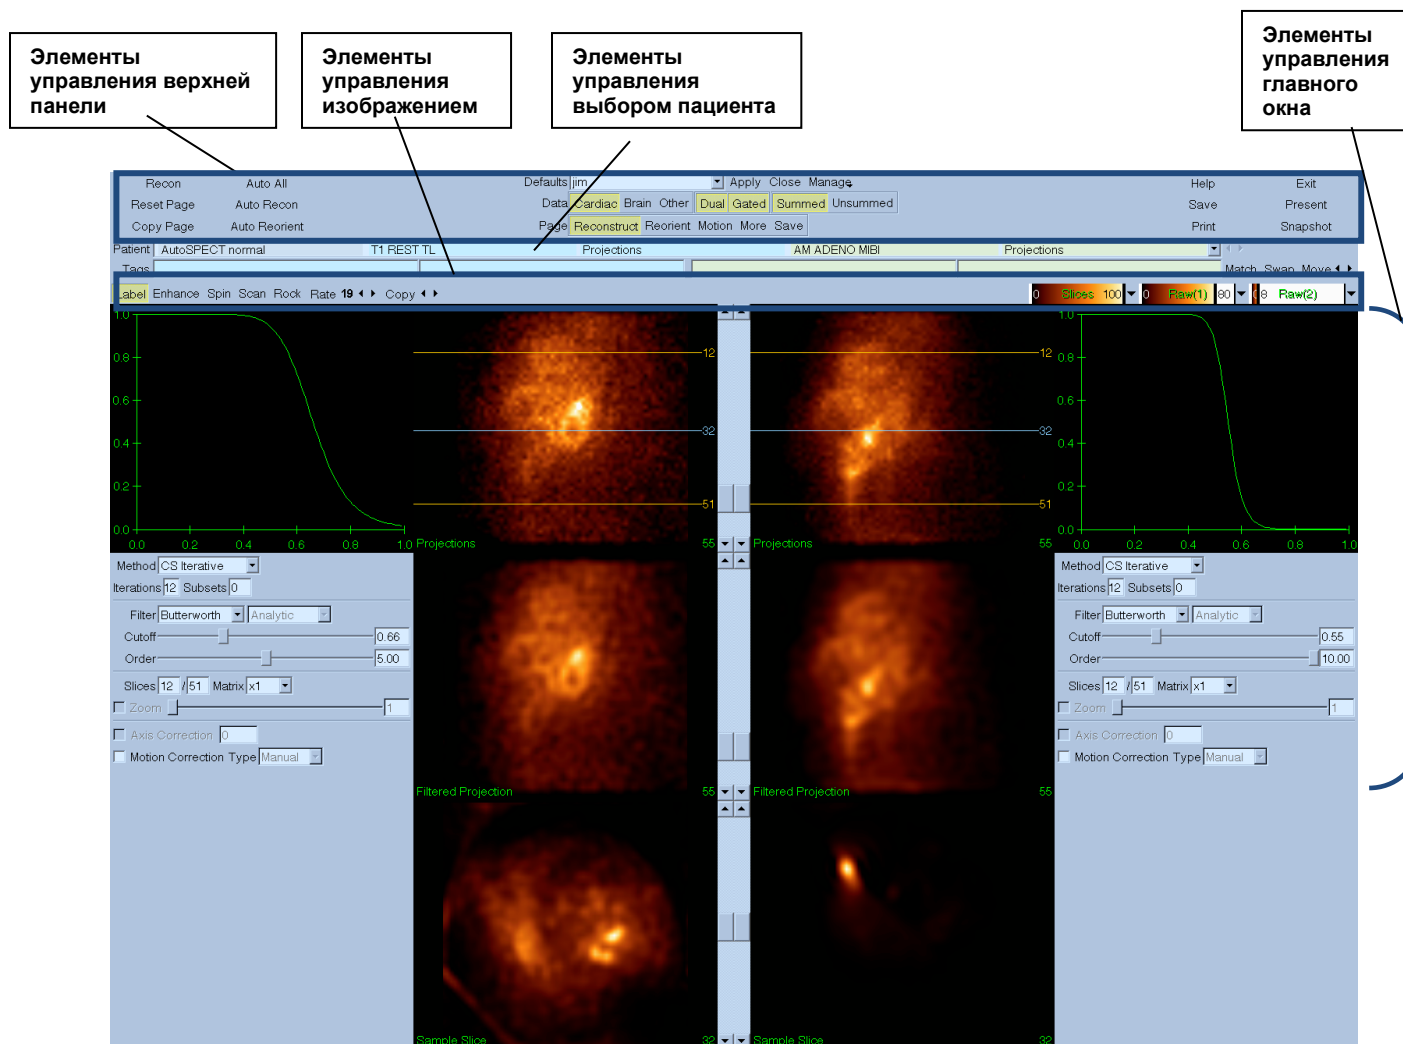 Элементы
управления верхней
панели
Элементы
управления
изображением
Элементы
управления
выбором пациента
Элементы
управления
главного
окна
Recon Auto All Defaults jim Apply Close Manage Help Exit
Reset Page Auto Recon Data Cardiac Brain Other Dual Gated Summed Unsummed Save Present
Copy Page Auto Reorient Page Reconstruct Reorient Motion More Save Print Snapshot
Patient AutoSPECT normal T1 REST TL Projections AM ADENO MIBI Projections
Tags Match Swap Move
Label Enhance Spin Scan Rock Rate 19 Copy 0 Slices 100 0 Raw(1) 80 8 Raw(2)
1.0
0.8
0.6
0.4
0.2
0.0
0.0 0.2 0.4 0.6 0.8 1.0
12
32
51
Projections 55
12
32
51
Projections 55
1.0
0.8
0.6
0.4
0.2
0.0
0.0 0.2 0.4 0.6 0.8 1.0
Method CS Iterative
Iterations 12 Subsets 0
Filter Butterworth Analytic
Cutoff 0.66
Order 5.00
Slices 12 / 51 Matrix x1
Zoom 1
Axis Correction 0
Motion Correction Type Manual
Filtered Projection 55
Filtered Projection 55
Method CS Iterative
Iterations 12 Subsets 0
Filter Butterworth Analytic
Cutoff 0.55
Order 10.00
Slices 12 / 51 Matrix x1
Zoom 1
Axis Correction 0
Motion Correction Type Manual
Sample Slice 32
Sample Slice 32